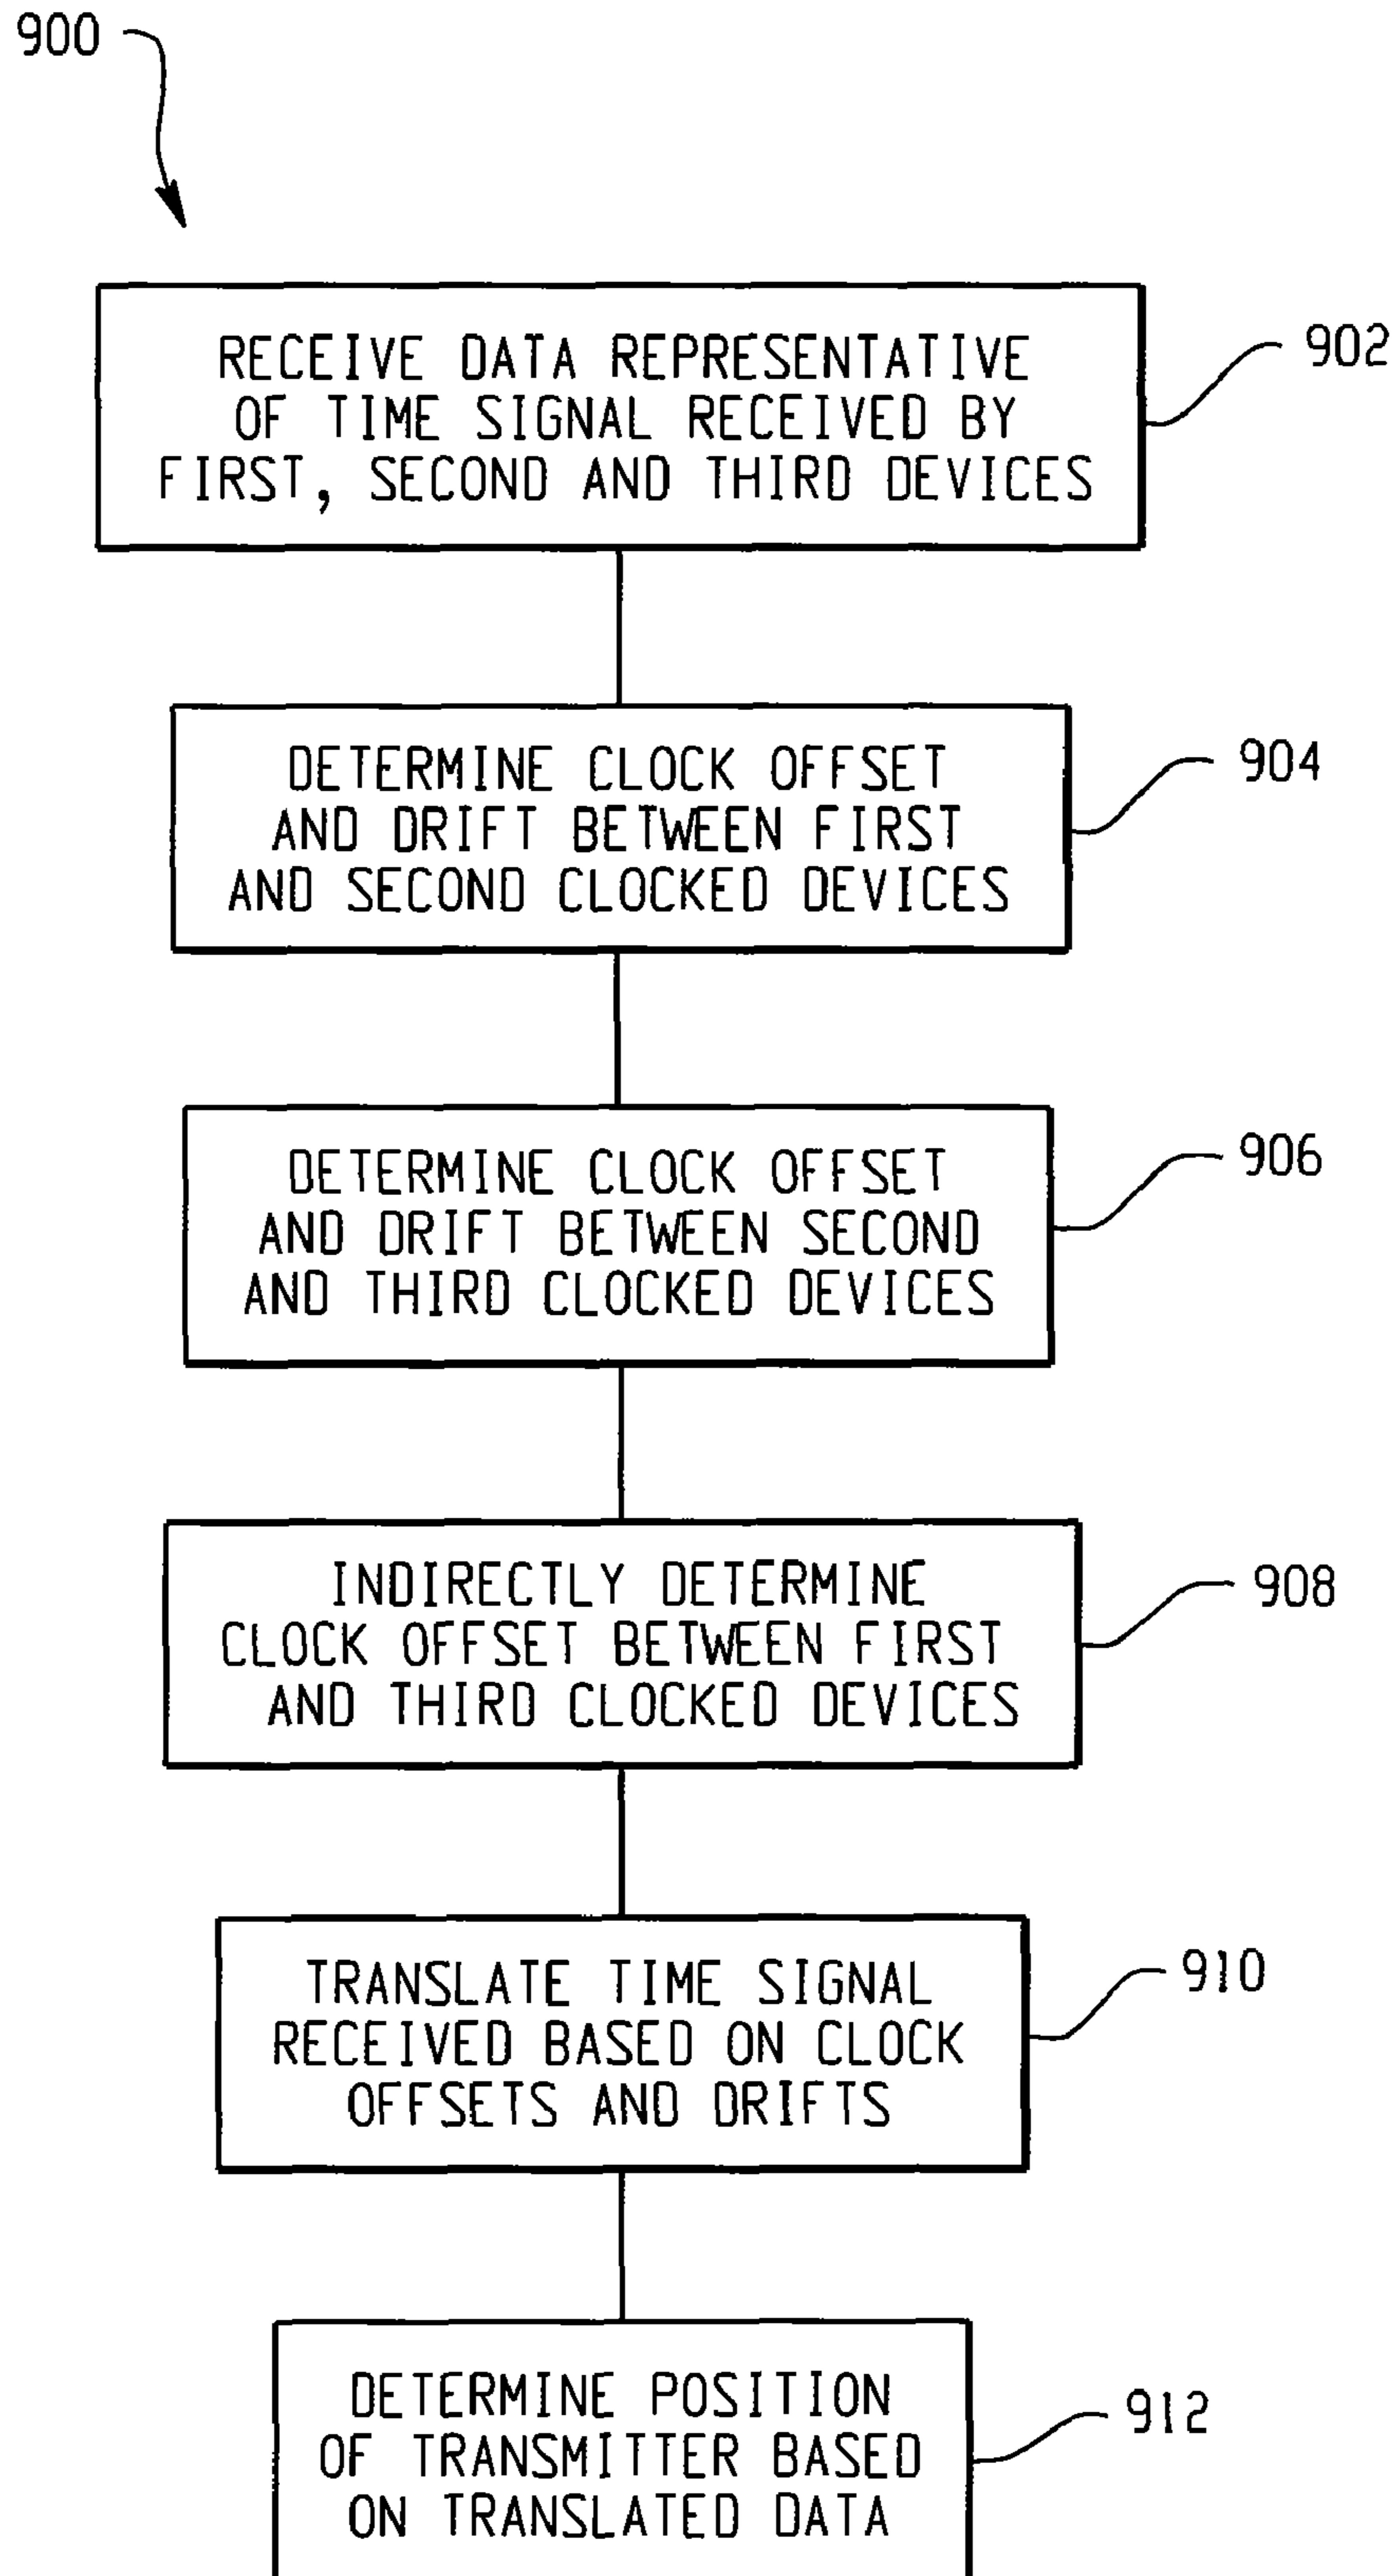 900
RECEIVE DATA REPRESENTATIVE
OF TIME SIGNAL RECEIVED BY
FIRST, SECOND AND THIRD DEVICES
902
DETERMINE CLOCK OFFSET
AND DRIFT BETWEEN FIRST
AND SECOND CLOCKED DEVICES
904
DETERMINE CLOCK OFFSET
AND DRIFT BETWEEN SECOND
AND THIRD CLOCKED DEVICES
906
INDIRECTLY DETERMINE
CLOCK OFFSET BETWEEN FIRST
AND THIRD CLOCKED DEVICES
908
TRANSLATE TIME SIGNAL
RECEIVED BASED ON CLOCK
OFFSETS AND DRIFTS
910
DETERMINE POSITION
OF TRANSMITTER BASED
ON TRANSLATED DATA
912